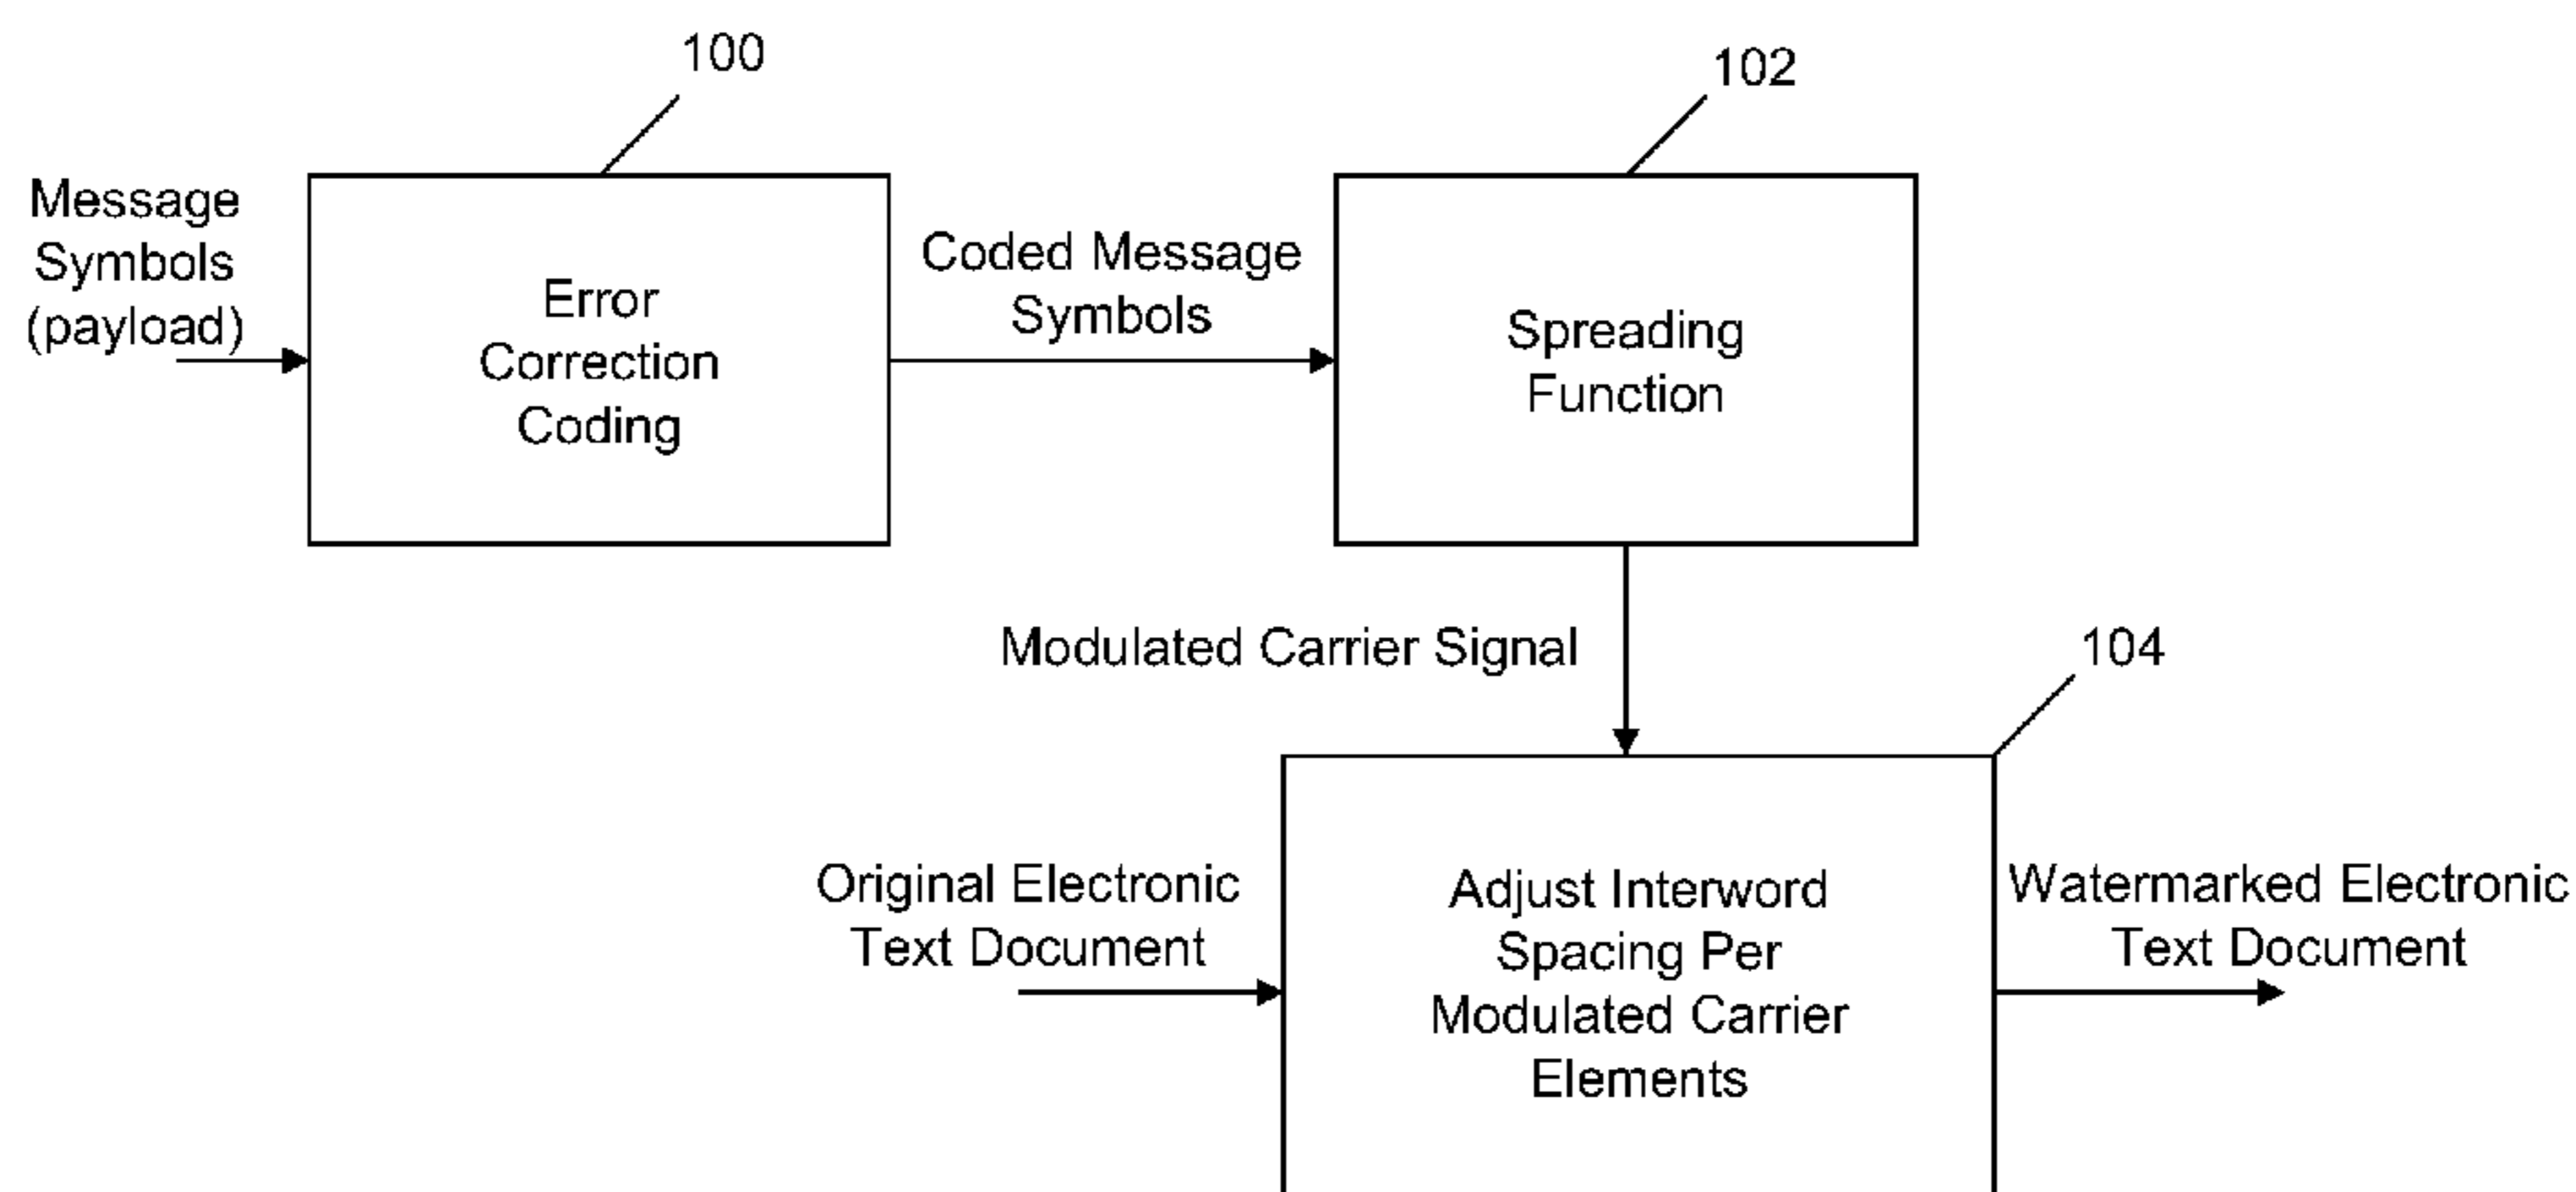 100
102
Message
Symbols
(payload)
Error
Correction
Coding
Coded Message
Symbols
Spreading
Function
Modulated Carrier Signal
104
Original Electronic
Text Document
Adjust Interword
Spacing Per
Modulated Carrier
Elements
Watermarked Electronic
Text Document